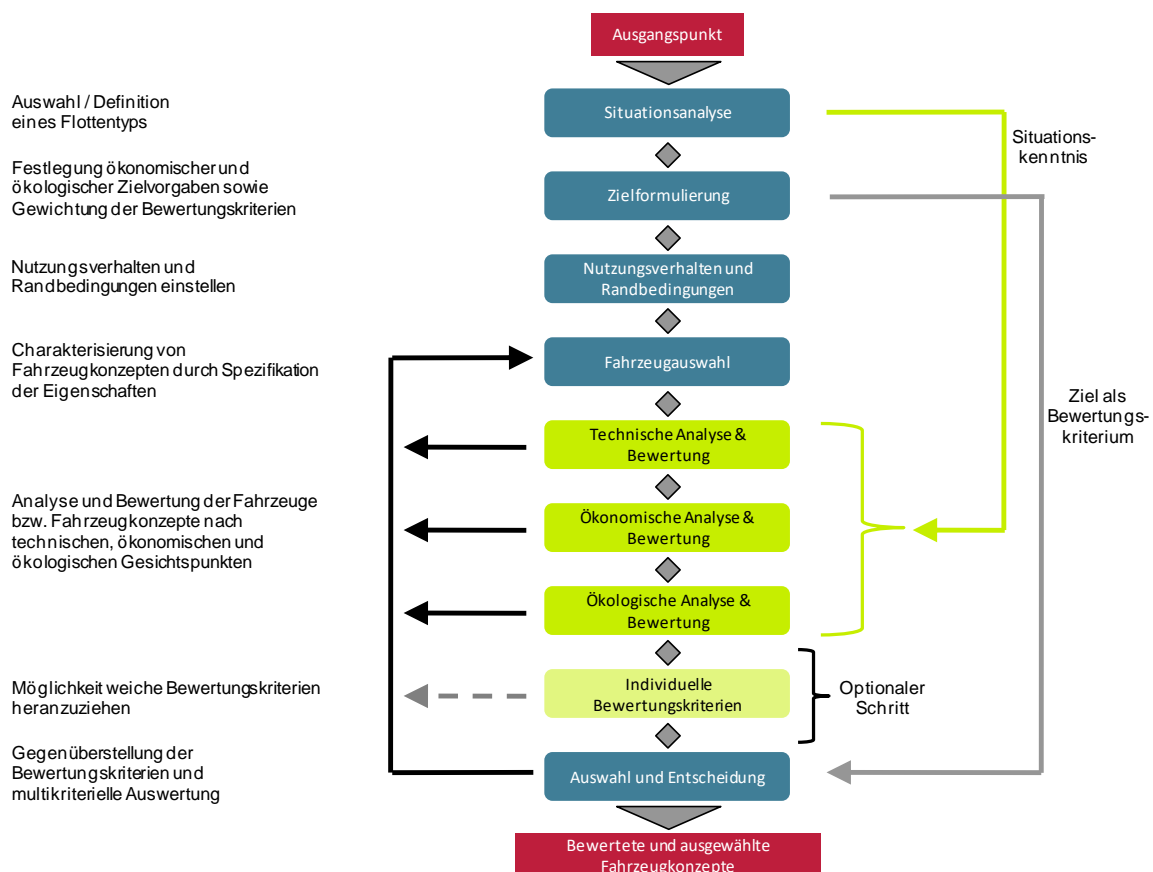 Ausgangspunkt
Auswahl / Definition
eines Flottentyps
Situationsanalyse
Situations-
kenntnis
Festlegung ökonomischer und
ökologischer Zielvorgaben sowie
Gewichtung der Bewertungskriterien
Zielformulierung
Nutzungsverhalten und
Randbedingungen einstellen
Nutzungsverhalten und
Randbedingungen
Charakterisierung von
Fahrzeugkonzepten durch Spezifikation
der Eigenschaften
Fahrzeugauswahl
Ziel als
Bewertungs-
kriterium
Technische Analyse &
Bewertung
Analyse und Bewertung der Fahrzeuge
bzw. Fahrzeugkonzepte nach
technischen, ökonomischen und
ökologischen Gesichtspunkten
Ökonomische Analyse &
Bewertung
Ökologische Analyse &
Bewertung
Möglichkeit weiche Bewertungskriterien
heranzuziehen
Individuelle
Bewertungskriterien
Optionaler
Schritt
Gegenüberstellung der
Bewertungskriterien und
multikriterielle Auswertung
Auswahl und Entscheidung
Bewertete und ausgewählte
Fahrzeugkonzepte